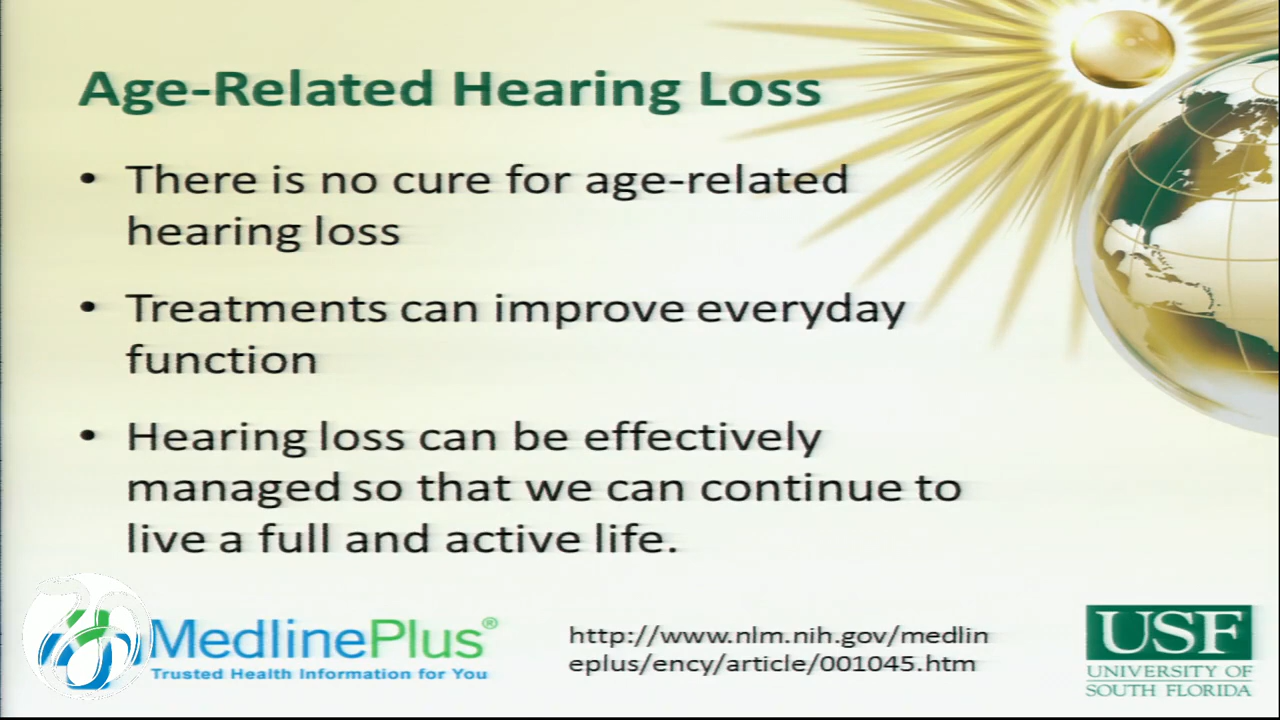 Age-Related Hearing Loss
• There is no cure for age-related
hearing loss
• Treatments can improve everyday
function
• Hearing loss can be effectively
managed so that we can continue to
live a full and active life.
MedlinePlus®
Trusted Health Information for You
http://www.nlm.nih.gov/medlin
eplus/ency/article/001045.htm
USF
UNIVERSITY OF
SOUTH FLORIDA